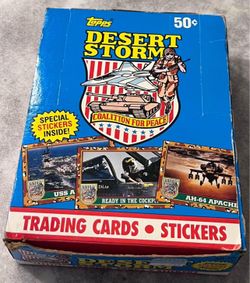 Topps
50¢
DESERT
STORM
SPECIAL
STICKERS
INSIDE!
COALITION FOR PEACE
USS
READY IN THE COCKPIT
AH-64 APACHE
TRADING CARDS • STICKERS